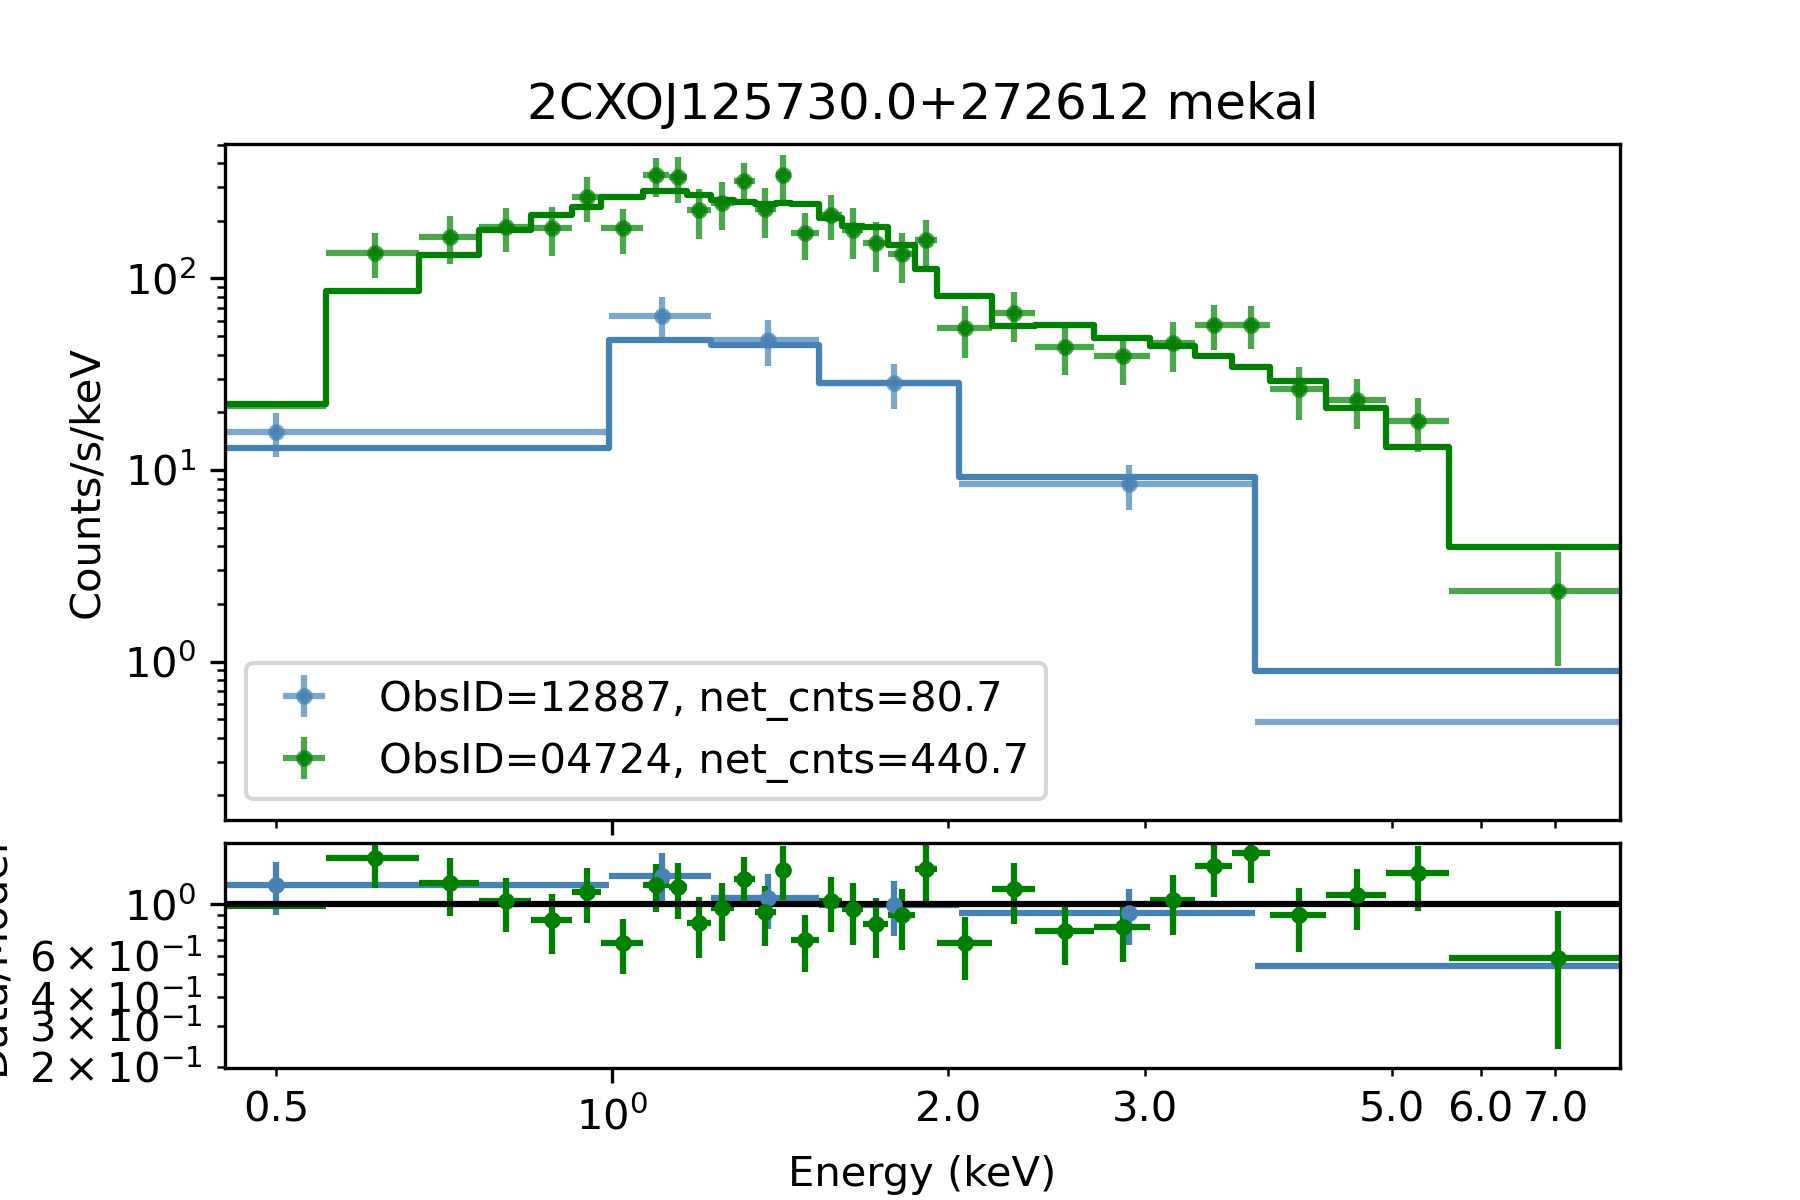 2CXOJ125730.0+272612 mekal
Counts/s/keV
10²
10¹
10⁰
ObsID=12887, net_cnts=80.7
ObsID=04724, net_cnts=440.7
10⁰
6 × 10⁻¹
4 × 10⁻¹
3 × 10⁻¹
2 × 10⁻¹
0.5 10⁰ 2.0 3.0 5.0 6.0 7.0
Energy (keV)